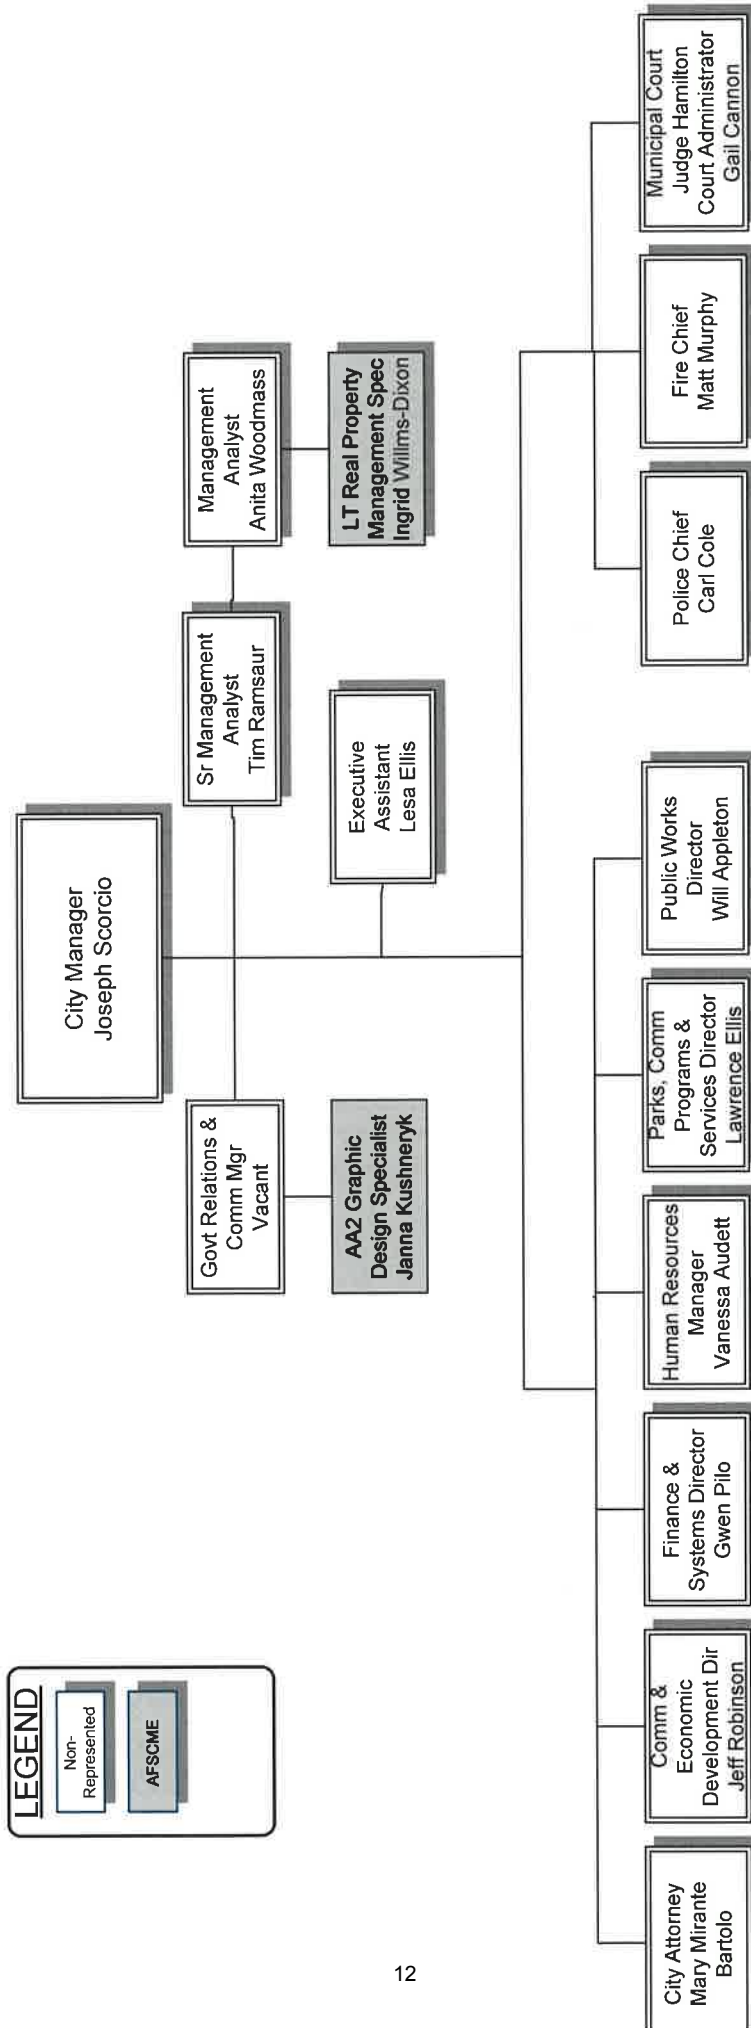 LEGEND
Non-
Represented
AFSCME
City Manager
Joseph Scorcio
Govt Relations &
Comm Mgr
Vacant
AA2 Graphic
Design Specialist
Janna Kushneryk
Sr Management
Analyst
Tim Ramsaur
Management
Analyst
Anita Woodmass
LT Real Property
Management Spec
Ingrid Willms-Dixon
Executive
Assistant
Lesa Ellis
City Attorney
Mary Mirante
Bartolo
Comm &
Economic
Development Dir
Jeff Robinson
Finance &
Systems Director
Gwen Pilo
Human Resources
Manager
Vanessa Audett
Parks, Comm
Programs &
Services Director
Lawrence Ellis
Public Works
Director
Will Appleton
Police Chief
Carl Cole
Fire Chief
Matt Murphy
Municipal Court
Judge Hamilton
Court Administrator
Gail Cannon
12